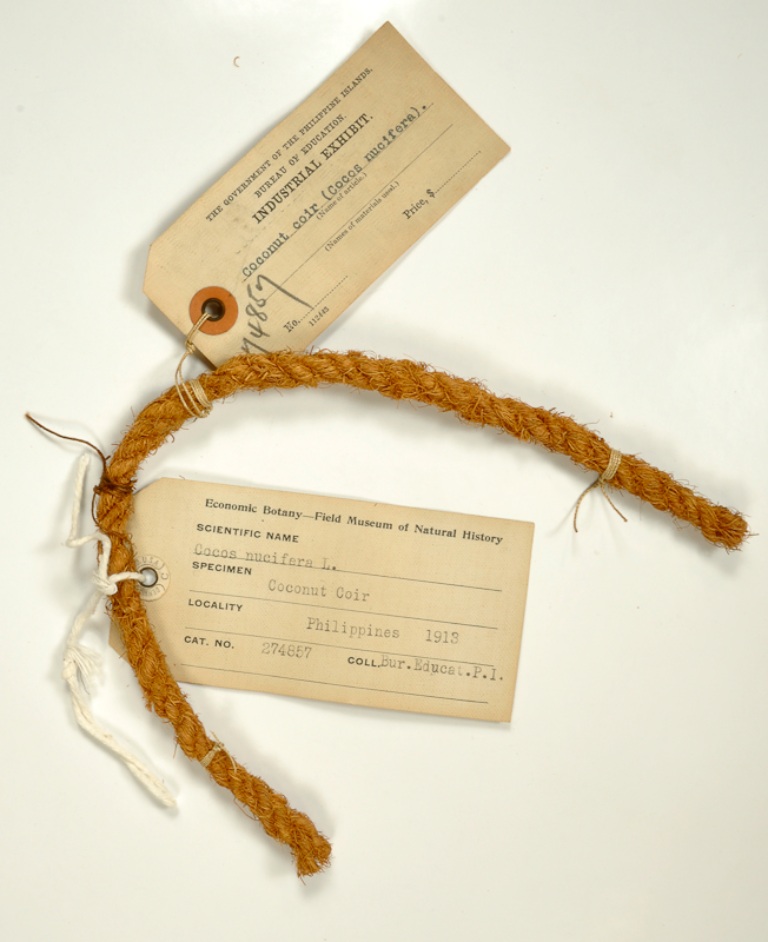 THE GOVERNMENT OF THE PHILIPPINE ISLANDS.
BUREAU OF EDUCATION.
INDUSTRIAL EXHIBIT.
Coconut coir (Cocos nucifera).
(Name of article.)
(Names of materials used.)
Price, $
No.
112445
74857
Economic Botany—Field Museum of Natural History
SCIENTIFIC NAME
Cocos nucifera L.
SPECIMEN
Coconut Coir
LOCALITY
Philippines 1913
CAT. NO. 274857 COLL. Bur.Educat.P.I.